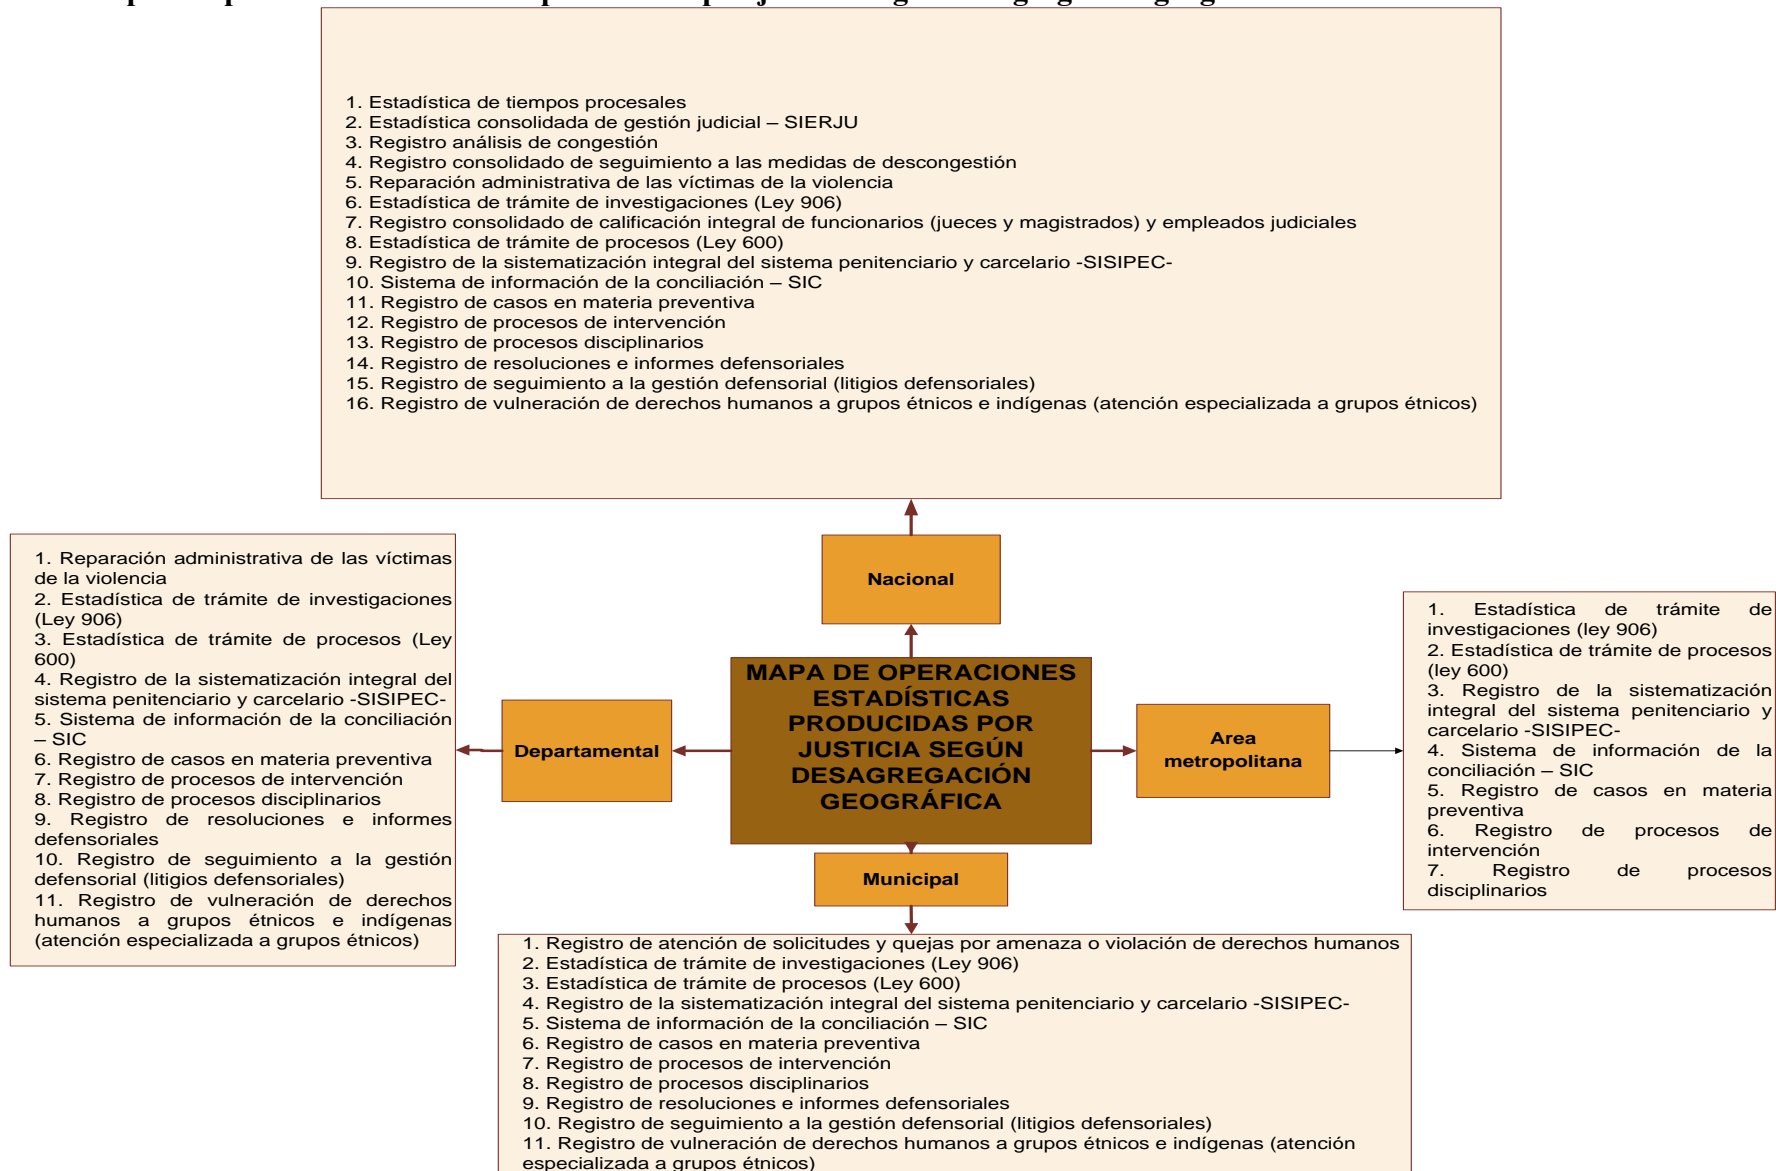 1. Estadística de tiempos procesales
2. Estadística consolidada de gestión judicial – SIERJU
3. Registro análisis de congestión
4. Registro consolidado de seguimiento a las medidas de descongestión
5. Reparación administrativa de las víctimas de la violencia
6. Estadística de trámite de investigaciones (Ley 906)
7. Registro consolidado de calificación integral de funcionarios (jueces y magistrados) y empleados judiciales
8. Estadística de trámite de procesos (Ley 600)
9. Registro de la sistematización integral del sistema penitenciario y carcelario -SISIPEC-
10. Sistema de información de la conciliación – SIC
11. Registro de casos en materia preventiva
12. Registro de procesos de intervención
13. Registro de procesos disciplinarios
14. Registro de resoluciones e informes defensoriales
15. Registro de seguimiento a la gestión defensorial (litigios defensoriales)
16. Registro de vulneración de derechos humanos a grupos étnicos e indígenas (atención especializada a grupos étnicos)
Nacional
1. Reparación administrativa de las víctimas
de la violencia
2. Estadística de trámite de investigaciones
(Ley 906)
3. Estadística de trámite de procesos (Ley
600)
4. Registro de la sistematización integral del
sistema penitenciario y carcelario -SISIPEC-
5. Sistema de información de la conciliación
– SIC
6. Registro de casos en materia preventiva
7. Registro de procesos de intervención
8. Registro de procesos disciplinarios
9. Registro de resoluciones e informes
defensoriales
10. Registro de seguimiento a la gestión
defensorial (litigios defensoriales)
11. Registro de vulneración de derechos
humanos a grupos étnicos e indígenas
(atención especializada a grupos étnicos)
Departamental
MAPA DE OPERACIONES
ESTADÍSTICAS
PRODUCIDAS POR
JUSTICIA SEGÚN
DESAGREGACIÓN
GEOGRÁFICA
Area
metropolitana
1. Estadística de trámite de
investigaciones (ley 906)
2. Estadística de trámite de procesos
(ley 600)
3. Registro de la sistematización
integral del sistema penitenciario y
carcelario -SISIPEC-
4. Sistema de información de la
conciliación – SIC
5. Registro de casos en materia
preventiva
6. Registro de procesos de
intervención
7. Registro de procesos
disciplinarios
Municipal
1. Registro de atención de solicitudes y quejas por amenaza o violación de derechos humanos
2. Estadística de trámite de investigaciones (Ley 906)
3. Estadística de trámite de procesos (Ley 600)
4. Registro de la sistematización integral del sistema penitenciario y carcelario -SISIPEC-
5. Sistema de información de la conciliación – SIC
6. Registro de casos en materia preventiva
7. Registro de procesos de intervención
8. Registro de procesos disciplinarios
9. Registro de resoluciones e informes defensoriales
10. Registro de seguimiento a la gestión defensorial (litigios defensoriales)
11. Registro de vulneración de derechos humanos a grupos étnicos e indígenas (atención
especializada a grupos étnicos)